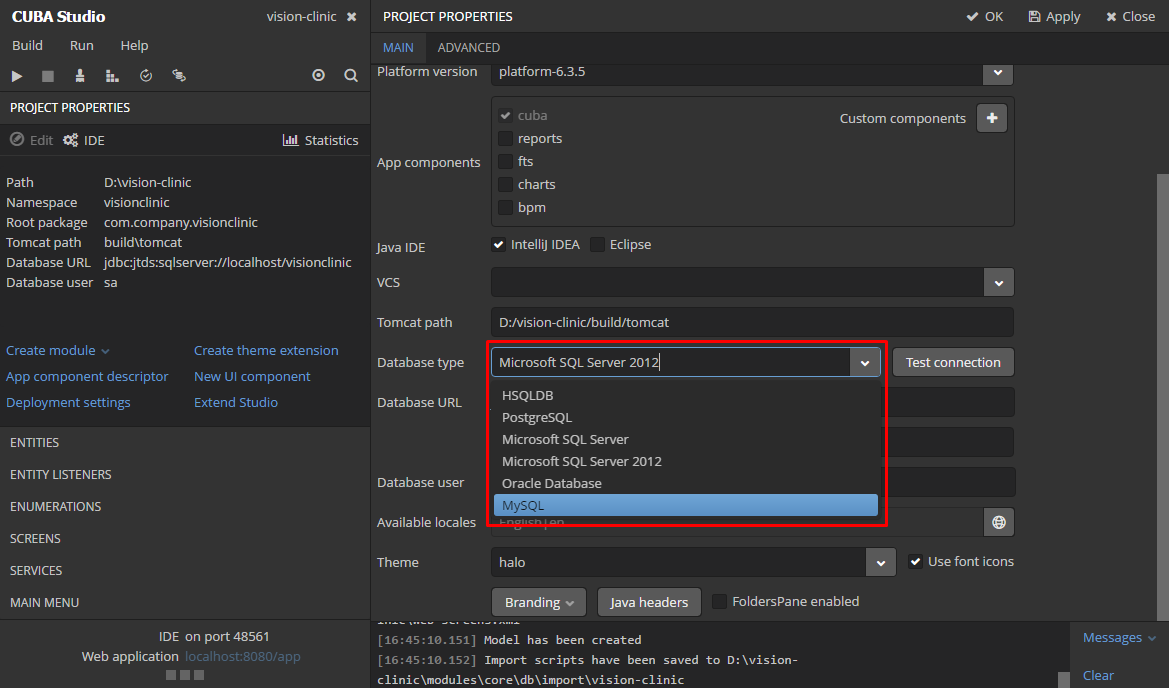 CUBA Studio
vision-clinic
Build Run Help
PROJECT PROPERTIES
Edit IDE Statistics
Path D:\vision-clinic
Namespace visionclinic
Root package com.company.visionclinic
Tomcat path build\tomcat
Database URL jdbc:jtds:sqlserver://localhost/visionclinic
Database user sa
Create module Create theme extension
App component descriptor New UI component
Deployment settings Extend Studio
ENTITIES
ENTITY LISTENERS
ENUMERATIONS
SCREENS
SERVICES
MAIN MENU
IDE on port 48561
Web application localhost:8080/app
PROJECT PROPERTIES
OK Apply Close
MAIN ADVANCED
Platform version platform-6.3.5
App components
cuba
reports
fts
charts
bpm
Custom components
Java IDE IntelliJ IDEA Eclipse
VCS
Tomcat path D:/vision-clinic/build/tomcat
Database type Microsoft SQL Server 2012 Test connection
HSQLDB
PostgreSQL
Microsoft SQL Server
Microsoft SQL Server 2012
Oracle Database
MySQL
Database URL
Database user
Available locales English|en
Theme halo Use font icons
Branding Java headers FoldersPane enabled
[16:45:10.151] Model has been created
[16:45:10.152] Import scripts have been saved to D:\vision-
clinic\modules\core\db\import\vision-clinic
Messages
Clear